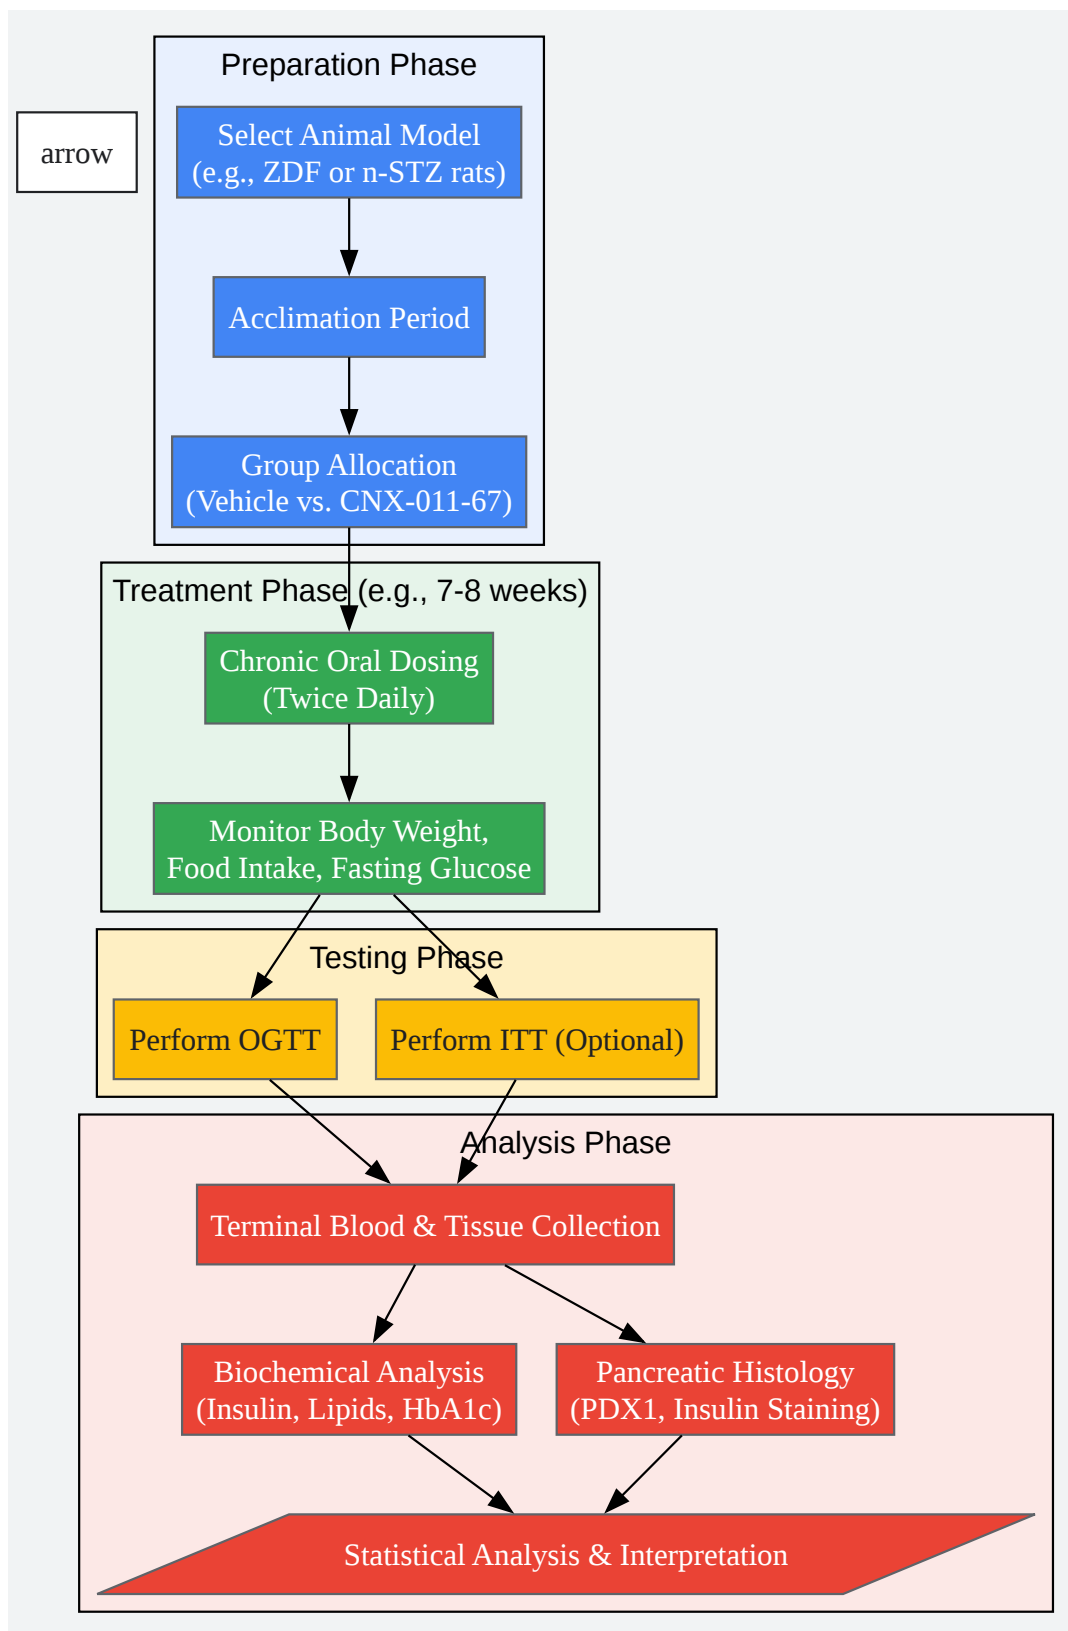 Preparation Phase
arrow
Select Animal Model
(e.g., ZDF or n-STZ rats)
Acclimation Period
Group Allocation
(Vehicle vs. CNX-011-67)
Treatment Phase (e.g., 7-8 weeks)
Chronic Oral Dosing
(Twice Daily)
Monitor Body Weight,
Food Intake, Fasting Glucose
Testing Phase
Perform OGTT
Perform ITT (Optional)
Analysis Phase
Terminal Blood & Tissue Collection
Biochemical Analysis
(Insulin, Lipids, HbA1c)
Pancreatic Histology
(PDX1, Insulin Staining)
Statistical Analysis & Interpretation